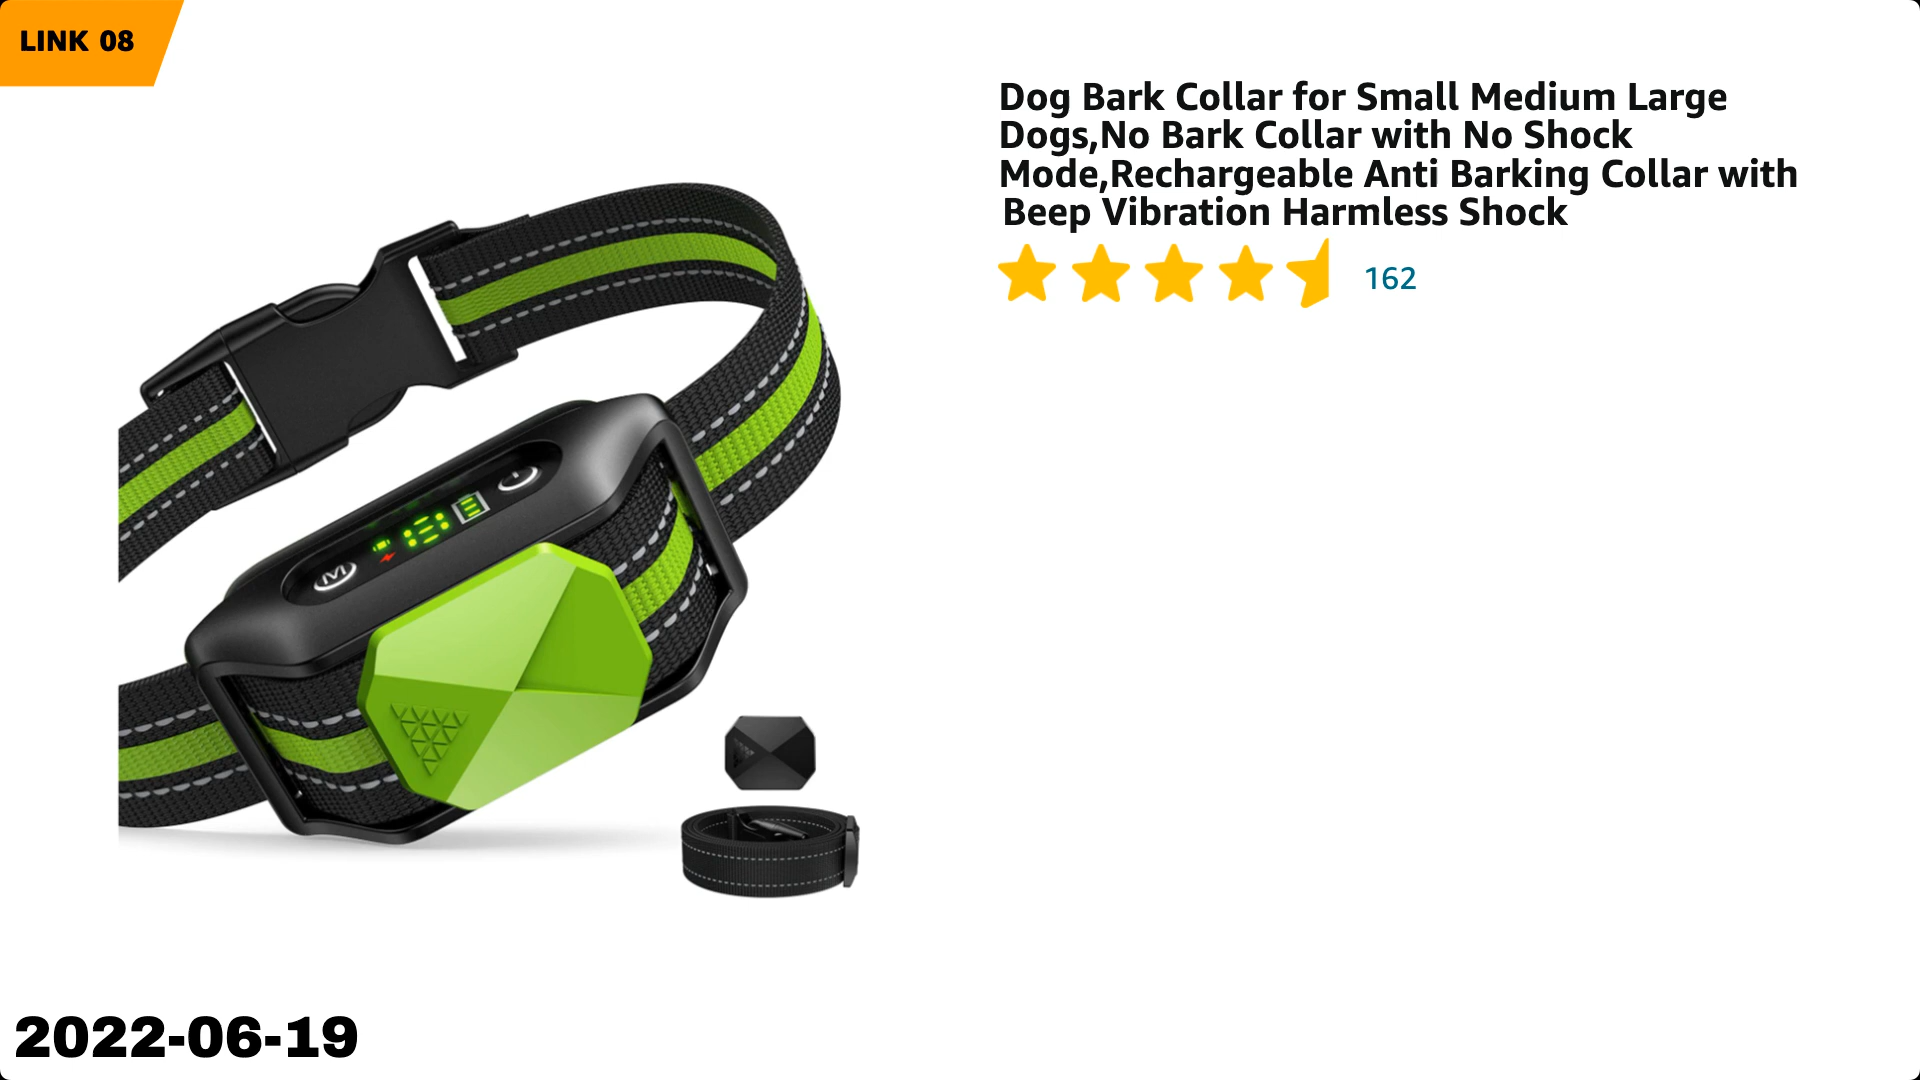 LINK 08
Dog Bark Collar for Small Medium Large
Dogs,No Bark Collar with No Shock
Mode,Rechargeable Anti Barking Collar with
Beep Vibration Harmless Shock
162
M
2022-06-19